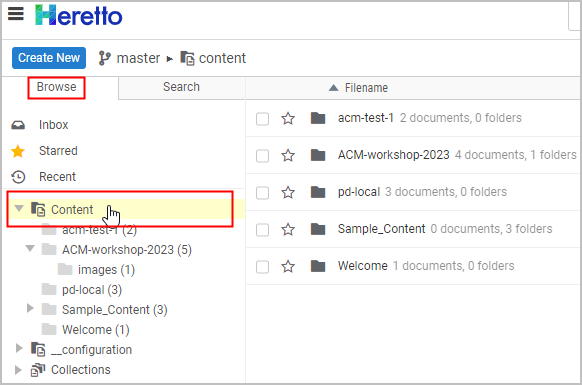 Heretto
Create New master ▸ content
Browse Search
Filename
Inbox
Starred
Recent
Content
acm-test-1 (2)
ACM-workshop-2023 (5)
images (1)
pd-local (3)
Sample_Content (3)
Welcome (1)
__configuration
Collections
acm-test-1 2 documents, 0 folders
ACM-workshop-2023 4 documents, 1 folders
pd-local 3 documents, 0 folders
Sample_Content 0 documents, 3 folders
Welcome 1 documents, 0 folders